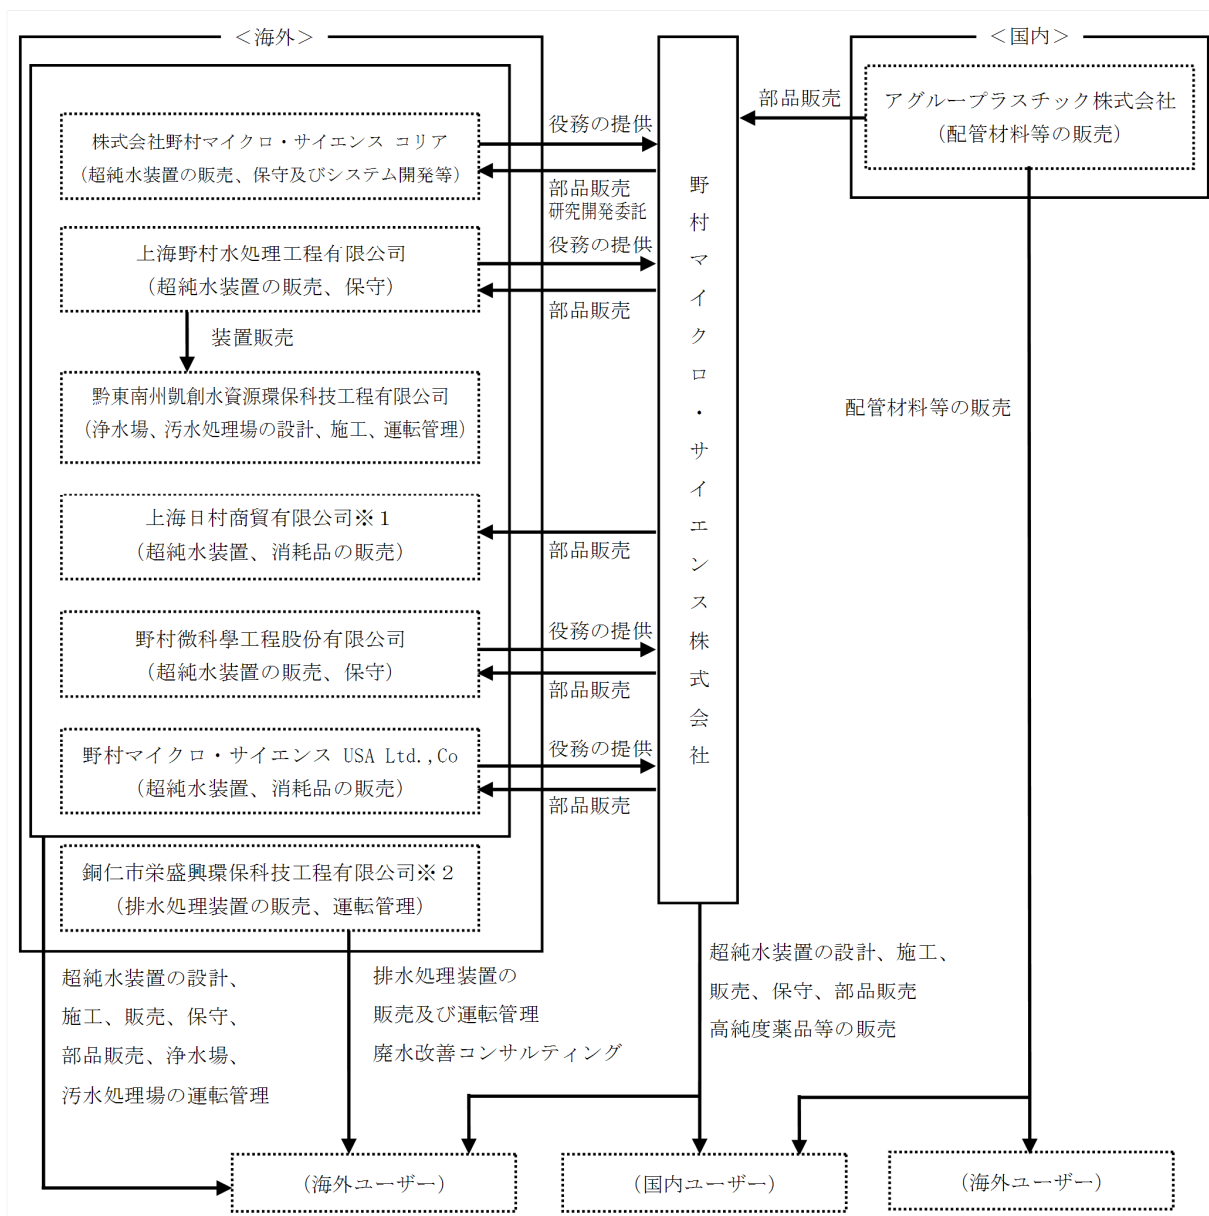 ＜海外＞
株式会社野村マイクロ・サイエンス コリア
（超純水装置の販売、保守及びシステム開発等）
役務の提供
部品販売
研究開発委託
上海野村水処理工程有限公司
（超純水装置の販売、保守）
役務の提供
部品販売
装置販売
黔東南州凱創水資源環保科技工程有限公司
（浄水場、汚水処理場の設計、施工、運転管理）
上海日村商貿有限公司※１
（超純水装置、消耗品の販売）
部品販売
野村微科學工程股份有限公司
（超純水装置の販売、保守）
役務の提供
部品販売
野村マイクロ・サイエンス USA Ltd.,Co
（超純水装置、消耗品の販売）
役務の提供
部品販売
銅仁市栄盛興環保科技工程有限公司※２
（排水処理装置の販売、運転管理）
野村マイクロ・サイエンス株式会社
＜国内＞
アグループラスチック株式会社
（配管材料等の販売）
部品販売
配管材料等の販売
超純水装置の設計、
施工、販売、保守、
部品販売、浄水場、
汚水処理場の運転管理
排水処理装置の
販売及び運転管理
廃水改善コンサルティング
超純水装置の設計、施工、
販売、保守、部品販売
高純度薬品等の販売
（海外ユーザー）
（国内ユーザー）
（海外ユーザー）